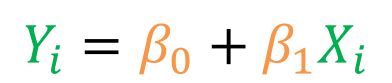 Yᵢ = β₀ + β₁Xᵢ